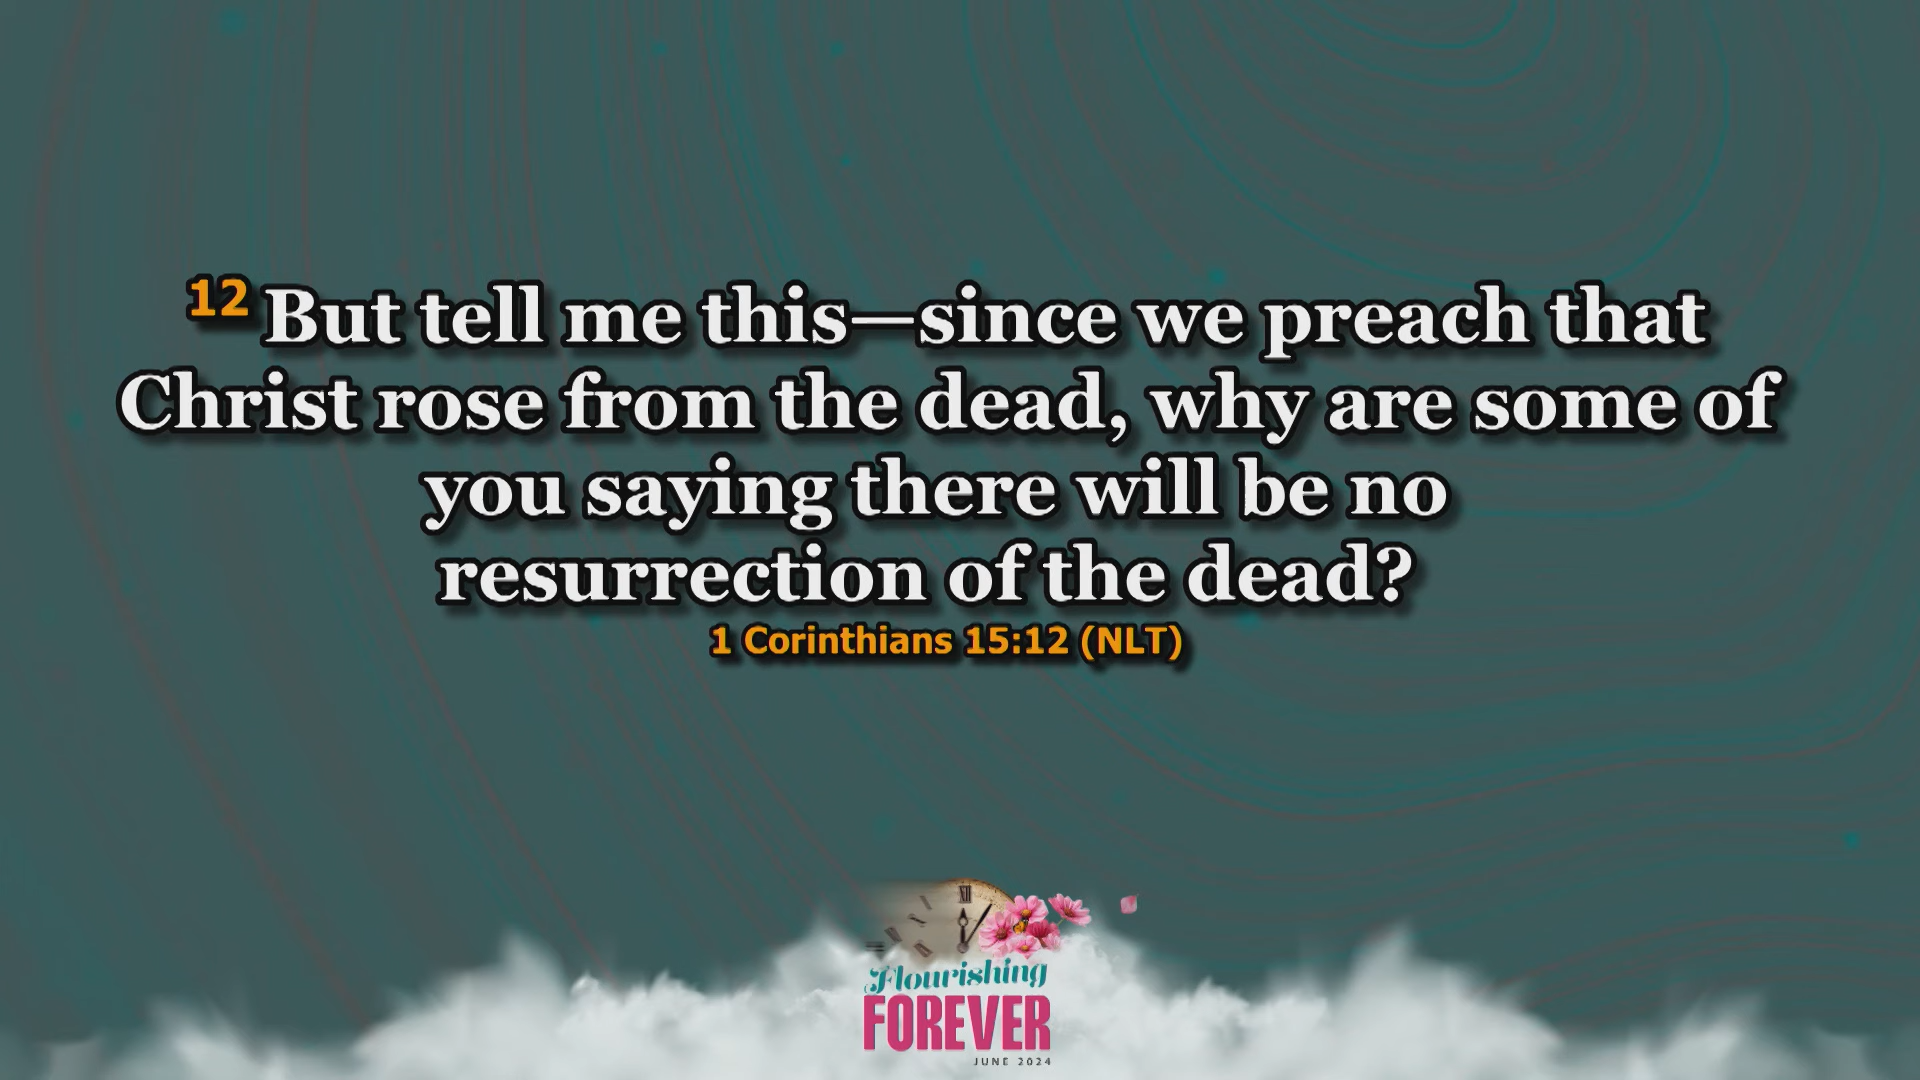 12 But tell me this—since we preach that
Christ rose from the dead, why are some of
you saying there will be no
resurrection of the dead?
1 Corinthians 15:12 (NLT)
XII
Flourishing
FOREVER
JUNE 2024